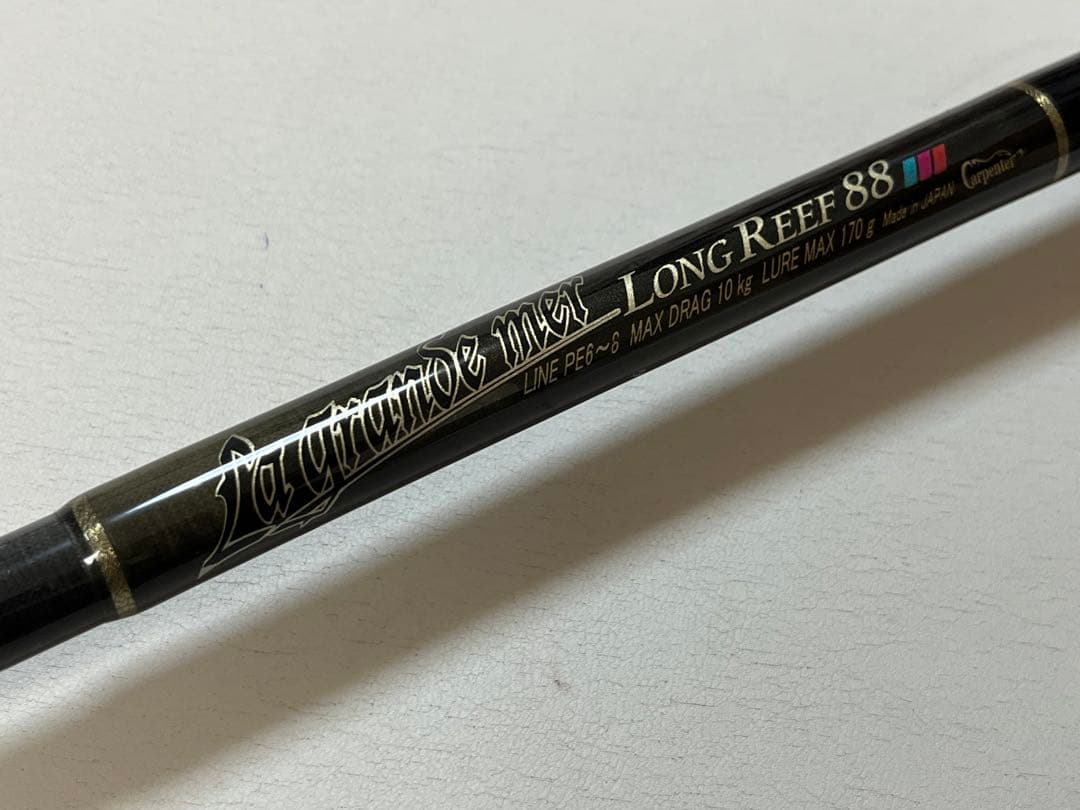 La grande mer LONG REEF 88
LINE PE6~8 MAX DRAG 10 kg LURE MAX 170 g Made in JAPAN Carpenter